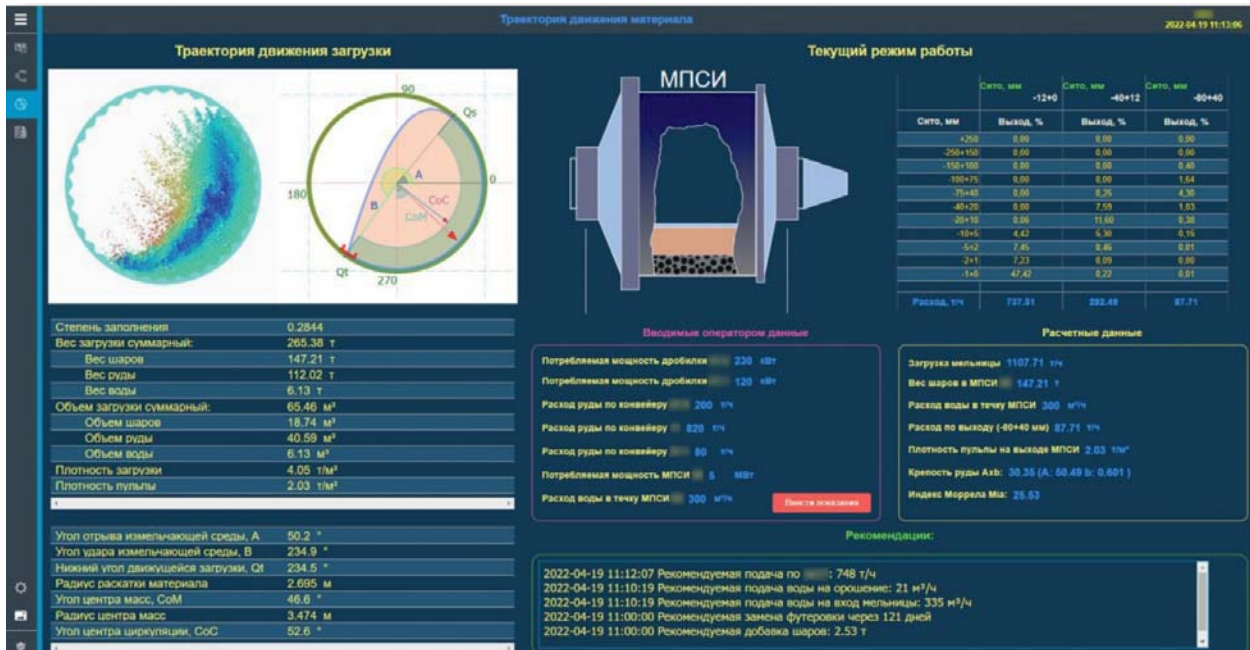 Траектория движения материала
2022-04-19 11:13:06
Траектория движения загрузки
Текущий режим работы
90
Qs
A
0
180
B
CoC
CoM
Qt
270
МПСИ
Сито, мм Сито, мм Сито, мм
-12+0 -40+12 -80+40
Сито, мм Выход, % Выход, % Выход, %
+250 0,00 0,00 0,00
-250+150 0,00 0,00 0,00
-150+100 0,00 0,00 0,40
-100+75 0,00 0,00 1,64
-75+40 0,00 0,25 4,30
-40+20 0,00 7,59 1,03
-20+10 0,06 11,60 0,38
-10+5 4,42 5,30 0,15
-5+2 7,45 0,46 0,01
-2+1 7,23 0,09 0,00
-1+0 47,42 0,22 0,01
Расход, т/ч 737.51 282.49 87.71
Степень заполнения 0.2844
Вес загрузки суммарный: 265.38 т
Вес шаров 147.21 т
Вес руды 112.02 т
Вес воды 6.13 т
Объем загрузки суммарный: 65.46 м³
Объем шаров 18.74 м³
Объем руды 40.59 м³
Объем воды 6.13 м³
Плотность загрузки 4.05 т/м³
Плотность пульпы 2.03 т/м³
Угол отрыва измельчающей среды, A 50.2 °
Угол удара измельчающей среды, B 234.9 °
Нижний угол движущейся загрузки, Qt 234.5 °
Радиус раскатки материала 2.695 м
Угол центра масс, CoM 46.6 °
Радиус центра масс 3.474 м
Угол центра циркуляции, CoC 52.6 °
Вводимые оператором данные
Потребляемая мощность дробилки 230 кВт
Потребляемая мощность дробилки 120 кВт
Расход руды по конвейеру 200 т/ч
Расход руды по конвейеру 820 т/ч
Расход руды по конвейеру 80 т/ч
Потребляемая мощность МПСИ 5 МВт
Расход воды в течку МПСИ 300 м³/ч
Ввести показания
Расчетные данные
Загрузка мельницы 1107.71 т/ч
Вес шаров в МПСИ 147.21 т
Расход воды в течку МПСИ 300 м³/ч
Расход по выходу (-80+40 мм) 87.71 т/ч
Плотность пульпы на выходе МПСИ 2.03 т/м³
Крепость руды Axb: 30.35 (A: 50.49 b: 0.601 )
Индекс Моррела Mia: 25.53
Рекомендации:
2022-04-19 11:12:07 Рекомендуемая подача по : 748 т/ч
2022-04-19 11:10:19 Рекомендуемая подача воды на орошение: 21 м³/ч
2022-04-19 11:10:19 Рекомендуемая подача воды на вход мельницы: 335 м³/ч
2022-04-19 11:00:00 Рекомендуемая замена футеровки через 121 дней
2022-04-19 11:00:00 Рекомендуемая добавка шаров: 2.53 т